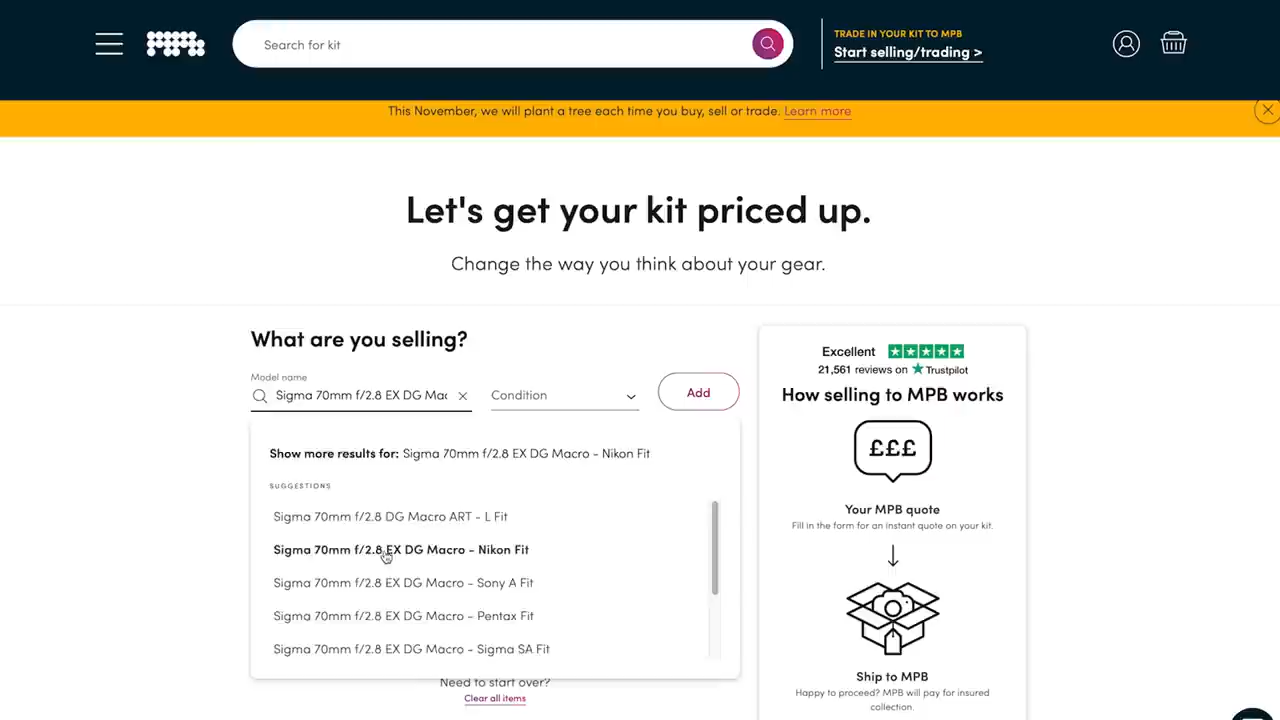 mpb
Search for kit
TRADE IN YOUR KIT TO MPB
Start selling/trading >
This November, we will plant a tree each time you buy, sell or trade. Learn more
Let's get your kit priced up.
Change the way you think about your gear.
What are you selling?
Model name
Sigma 70mm f/2.8 EX DG Mac
Condition
Add
Show more results for: Sigma 70mm f/2.8 EX DG Macro - Nikon Fit
SUGGESTIONS
Sigma 70mm f/2.8 DG Macro ART - L Fit
Sigma 70mm f/2.8 EX DG Macro - Nikon Fit
Sigma 70mm f/2.8 EX DG Macro - Sony A Fit
Sigma 70mm f/2.8 EX DG Macro - Pentax Fit
Sigma 70mm f/2.8 EX DG Macro - Sigma SA Fit
Need to start over?
Clear all items
Excellent
21,561 reviews on Trustpilot
How selling to MPB works
£££
Your MPB quote
Fill in the form for an instant quote on your kit.
Ship to MPB
Happy to proceed? MPB will pay for insured
collection.